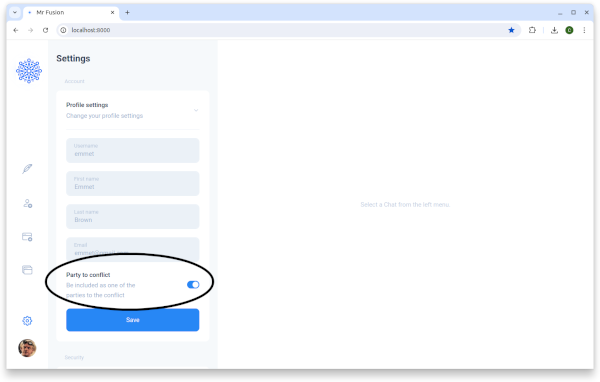 Mr Fusion
localhost:8000
C
Settings
Account
Profile settings
Change your profile settings
Username
emmet
First name
Emmat
Last name
Brown
Email
Party to conflict
Be included as one of the
parties to the conflict
Save
Security
Select a Chat from the left menu